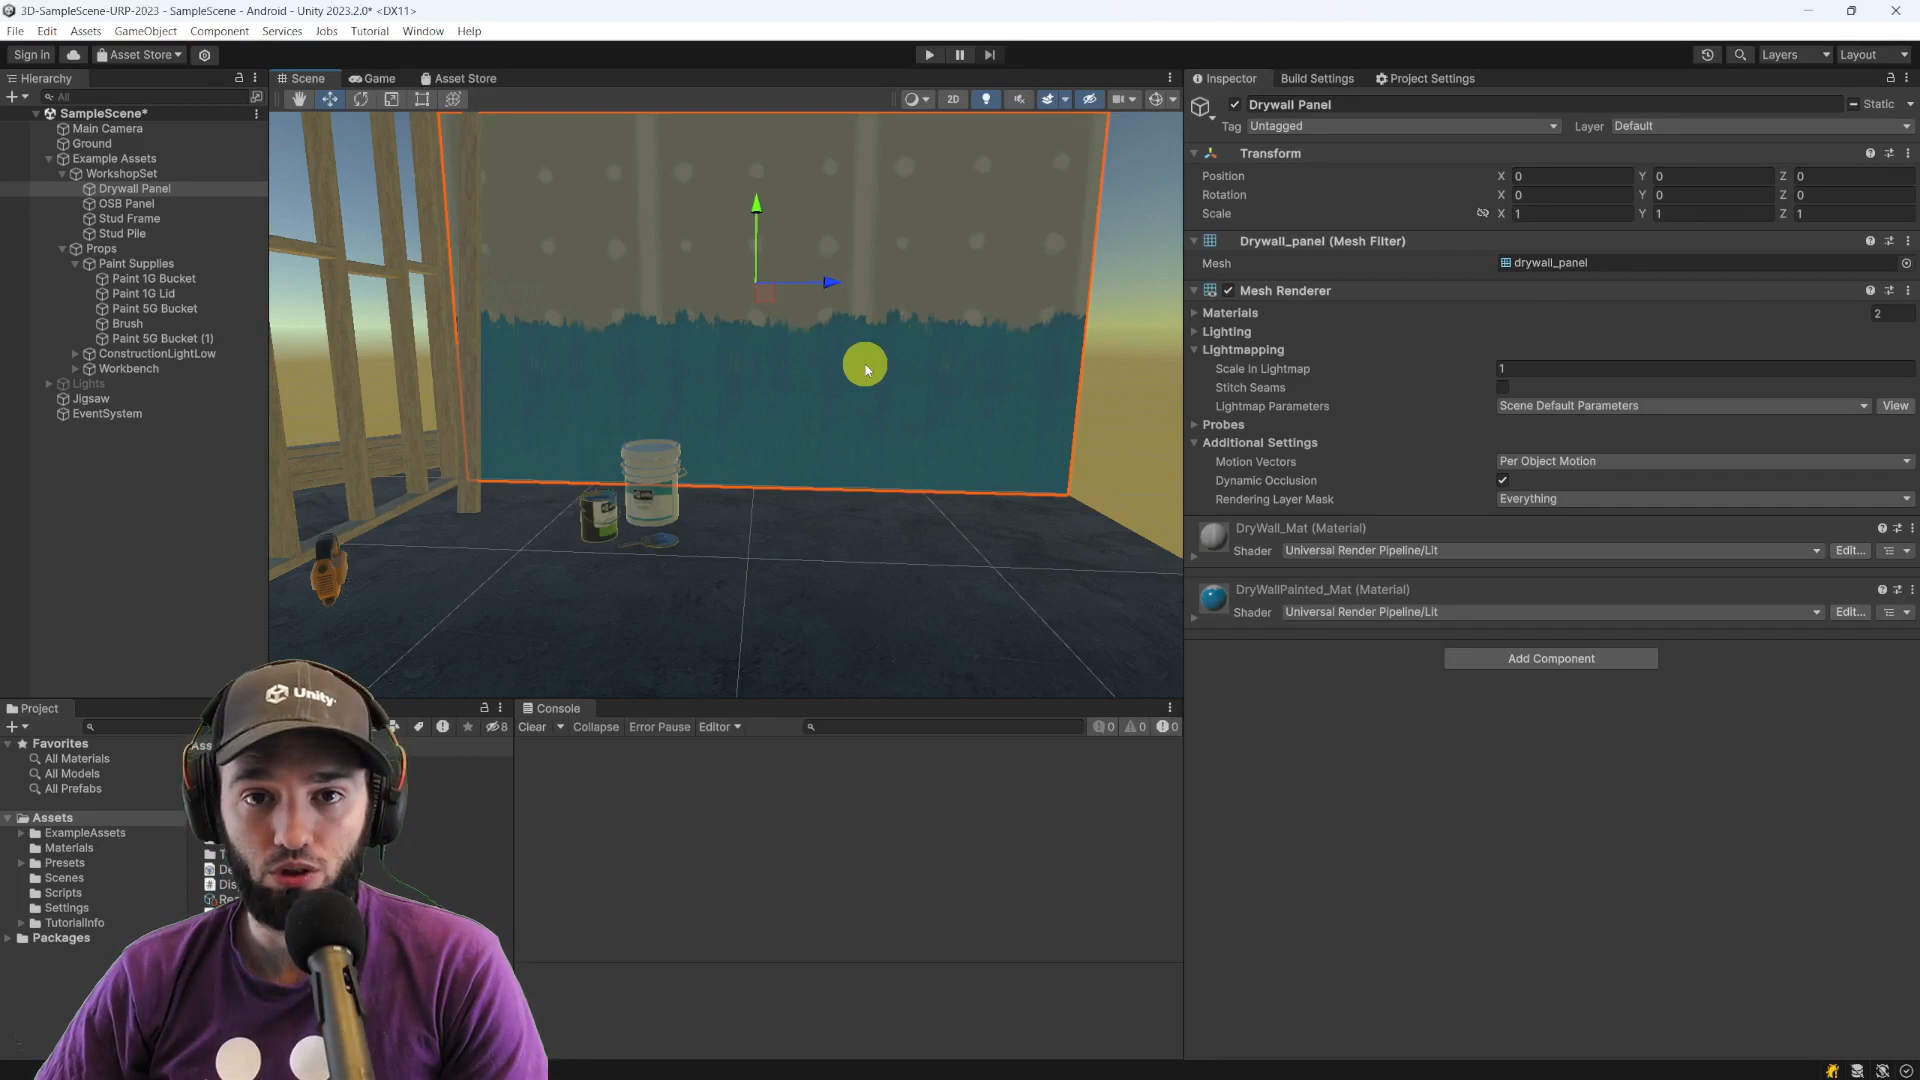 3D-SampleScene-URP-2023 - SampleScene - Android - Unity 2023.2.0* <DX11>
File Edit Assets GameObject Component Services Jobs Tutorial Window Help
Sign in Asset Store Layers Layout
Hierarchy
All
SampleScene*
Main Camera
Ground
Example Assets
WorkshopSet
Drywall Panel
OSB Panel
Stud Frame
Stud Pile
Props
Paint Supplies
Paint 1G Bucket
Paint 1G Lid
Paint 5G Bucket
Brush
Paint 5G Bucket (1)
ConstructionLightLow
Workbench
Lights
Jigsaw
EventSystem
Scene Game Asset Store
2D
Inspector Build Settings Project Settings
Drywall Panel Static
Tag Untagged Layer Default
Transform
Position X 0 Y 0 Z 0
Rotation X 0 Y 0 Z 0
Scale X 1 Y 1 Z 1
Drywall_panel (Mesh Filter)
Mesh drywall_panel
Mesh Renderer
Materials 2
Lighting
Lightmapping
Scale In Lightmap 1
Stitch Seams
Lightmap Parameters Scene Default Parameters View
Probes
Additional Settings
Motion Vectors Per Object Motion
Dynamic Occlusion
Rendering Layer Mask Everything
DryWall_Mat (Material)
Shader Universal Render Pipeline/Lit Edit...
DryWallPainted_Mat (Material)
Shader Universal Render Pipeline/Lit Edit...
Add Component
Project
8
Favorites
All Materials
All Models
All Prefabs
Assets
ExampleAssets
Materials
Presets
Scenes
Scripts
Settings
TutorialInfo
Packages
Ass
T
De
Dis
Re
Console
Clear Collapse Error Pause Editor 0 0 0
Unity